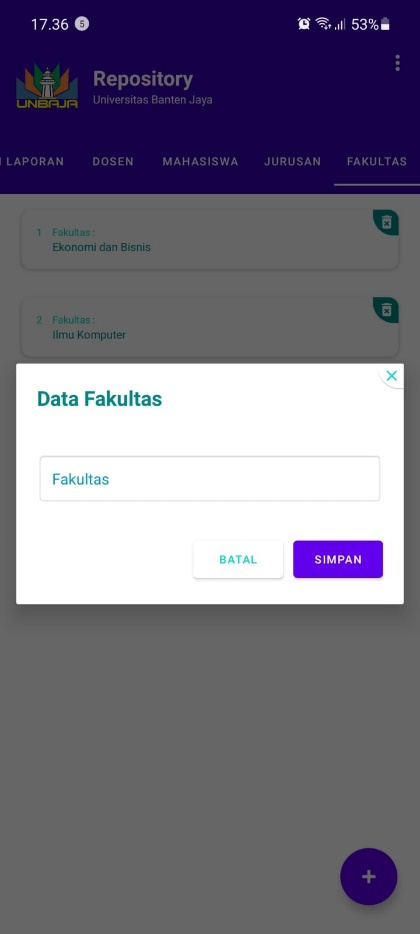 17.36 5 53%
Repository
Universitas Banten Jaya
UNBAJA
LAPORAN DOSEN MAHASISWA JURUSAN FAKULTAS
1 Fakultas :
Ekonomi dan Bisnis
2 Fakultas :
Ilmu Komputer
Data Fakultas
Fakultas
BATAL SIMPAN